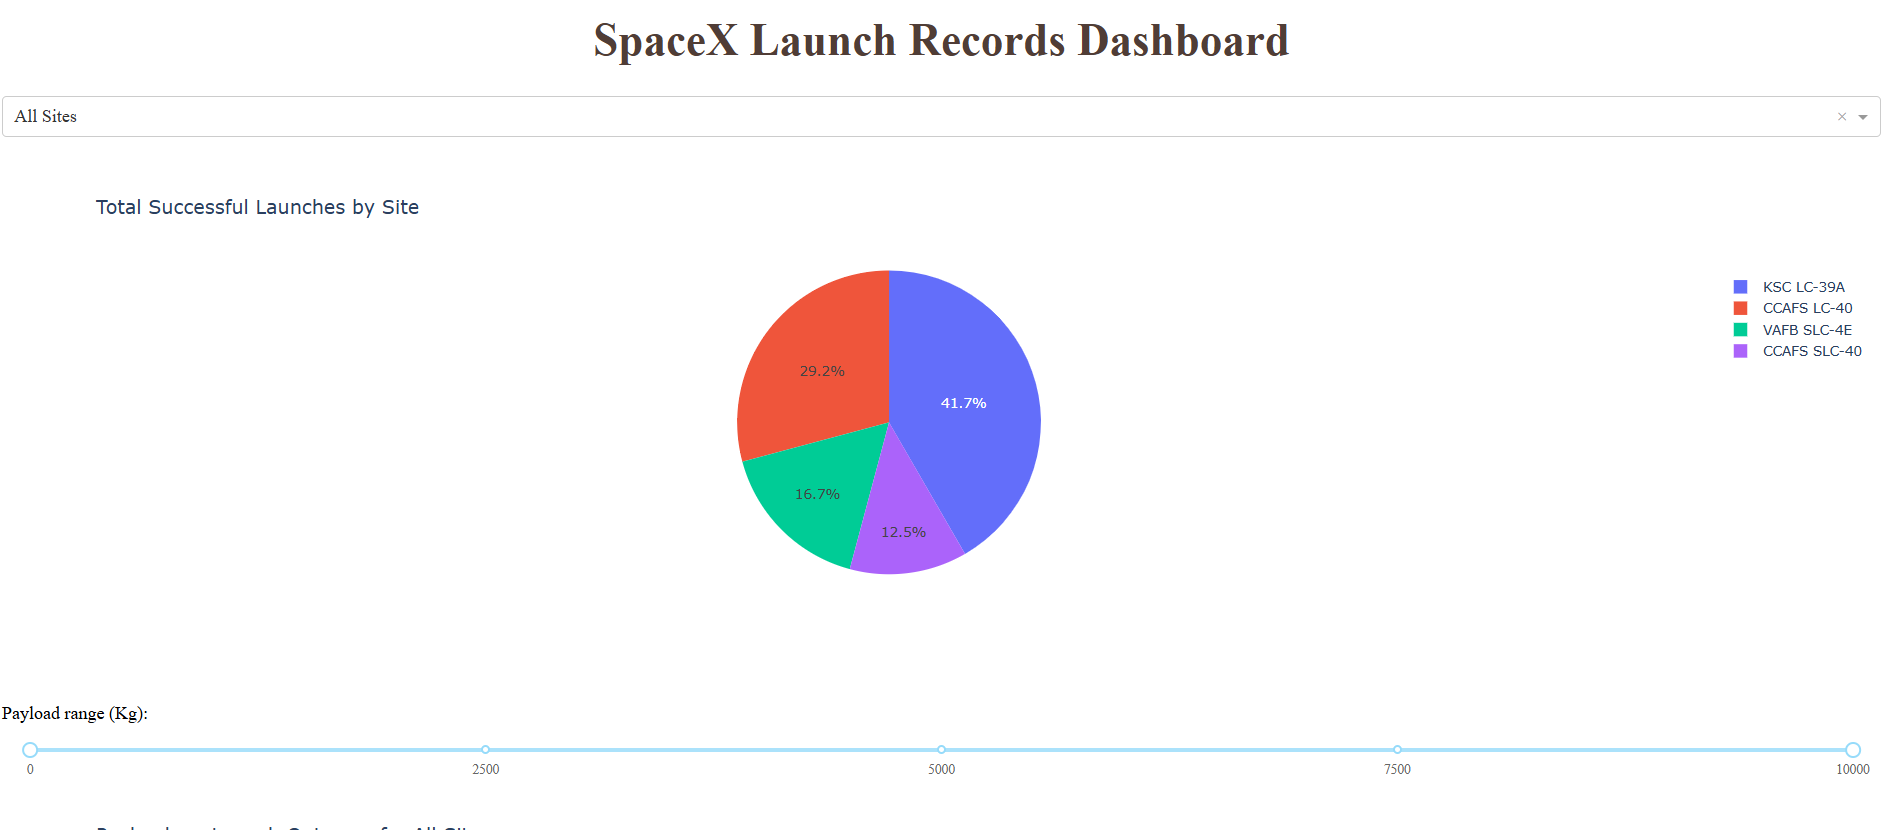 SpaceX Launch Records Dashboard
All Sites
Total Successful Launches by Site
KSC LC-39A
CCAFS LC-40
VAFB SLC-4E
CCAFS SLC-40
29.2%
41.7%
16.7%
12.5%
Payload range (Kg):
0 2500 5000 7500 10000